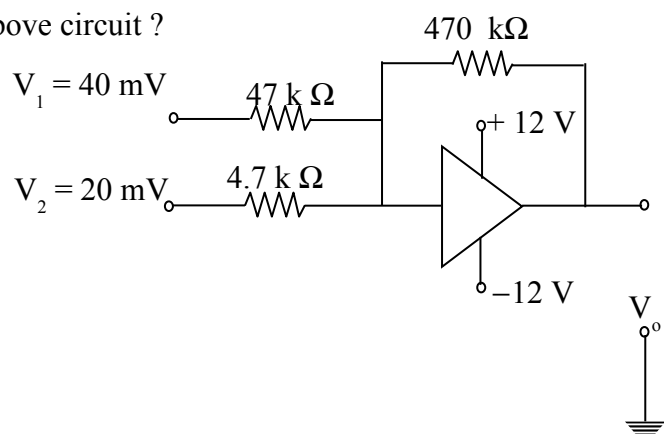 bove circuit ?
470 kΩ
V₁ = 40 mV
47 k Ω
+ 12 V
V₂ = 20 mV
4.7 k Ω
−12 V
Vₒ